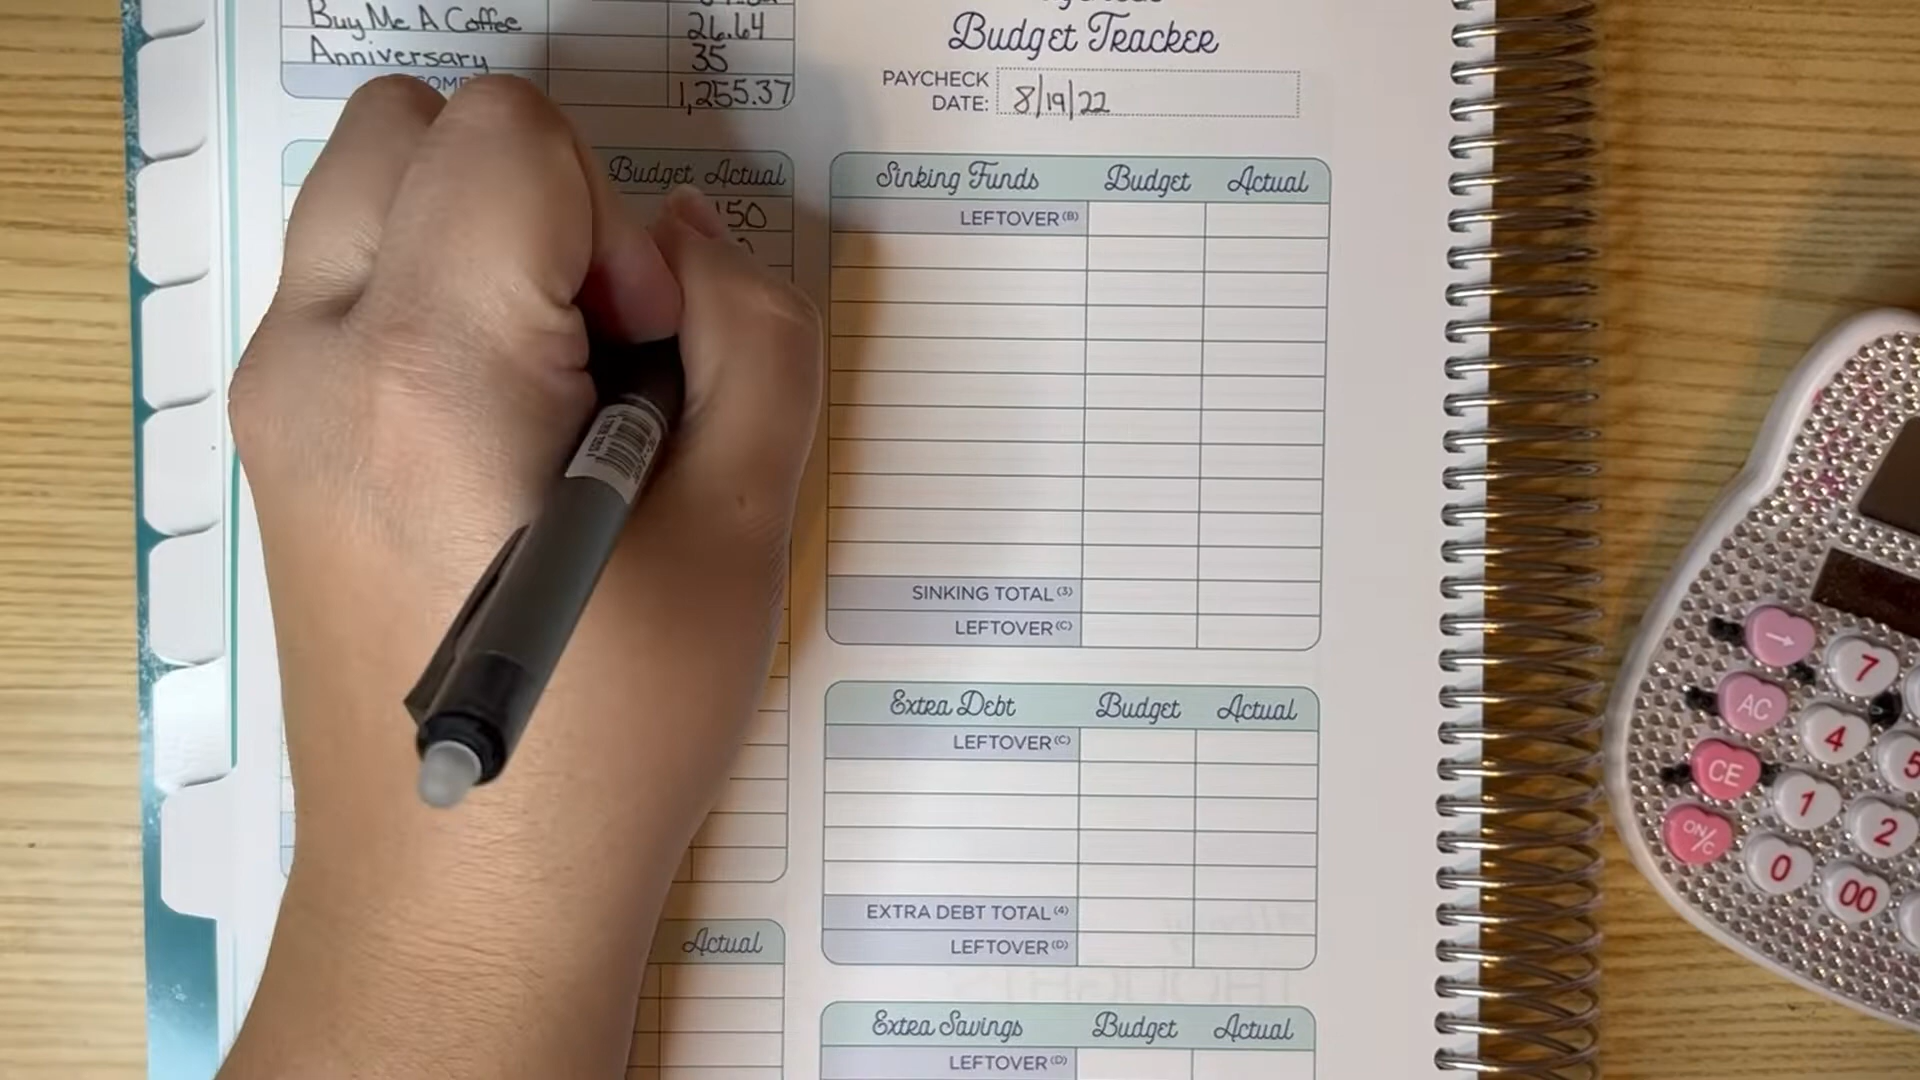 Buy Me A Coffee 26.64
Anniversary 35
1,255.37
Budget Actual
150
Actual
Budget Tracker
PAYCHECK DATE: 8/19/22
Sinking Funds Budget Actual
LEFTOVER (B)
SINKING TOTAL (3)
LEFTOVER (C)
Extra Debt Budget Actual
LEFTOVER (C)
EXTRA DEBT TOTAL (4)
LEFTOVER (D)
Extra Savings Budget Actual
LEFTOVER (D)
→ 7
AC 4 5
CE 1 2
ON/C 0 00